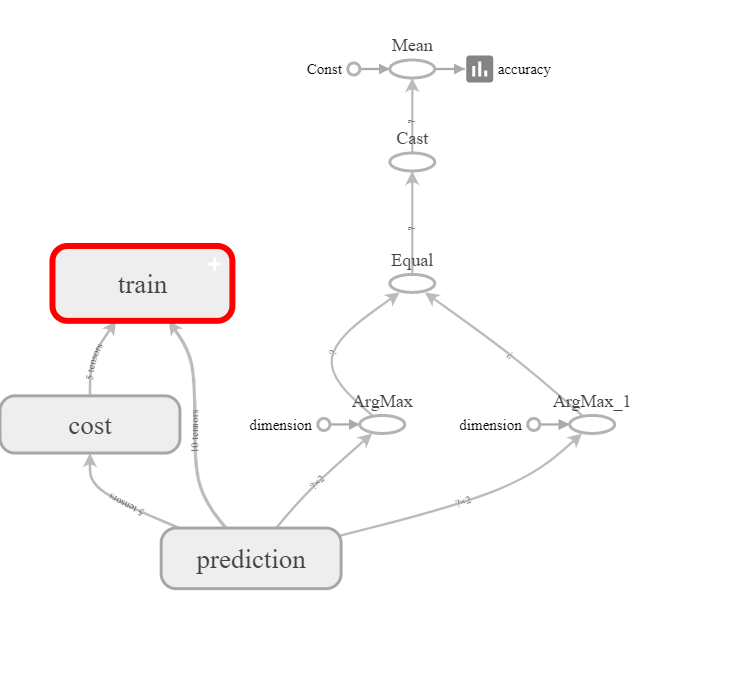 Mean
Const
accuracy
?
Cast
?
Equal
train
?
?
5 tensors
ArgMax
ArgMax_1
cost
dimension
dimension
10 tensors
?×2
?×2
5 tensors
prediction